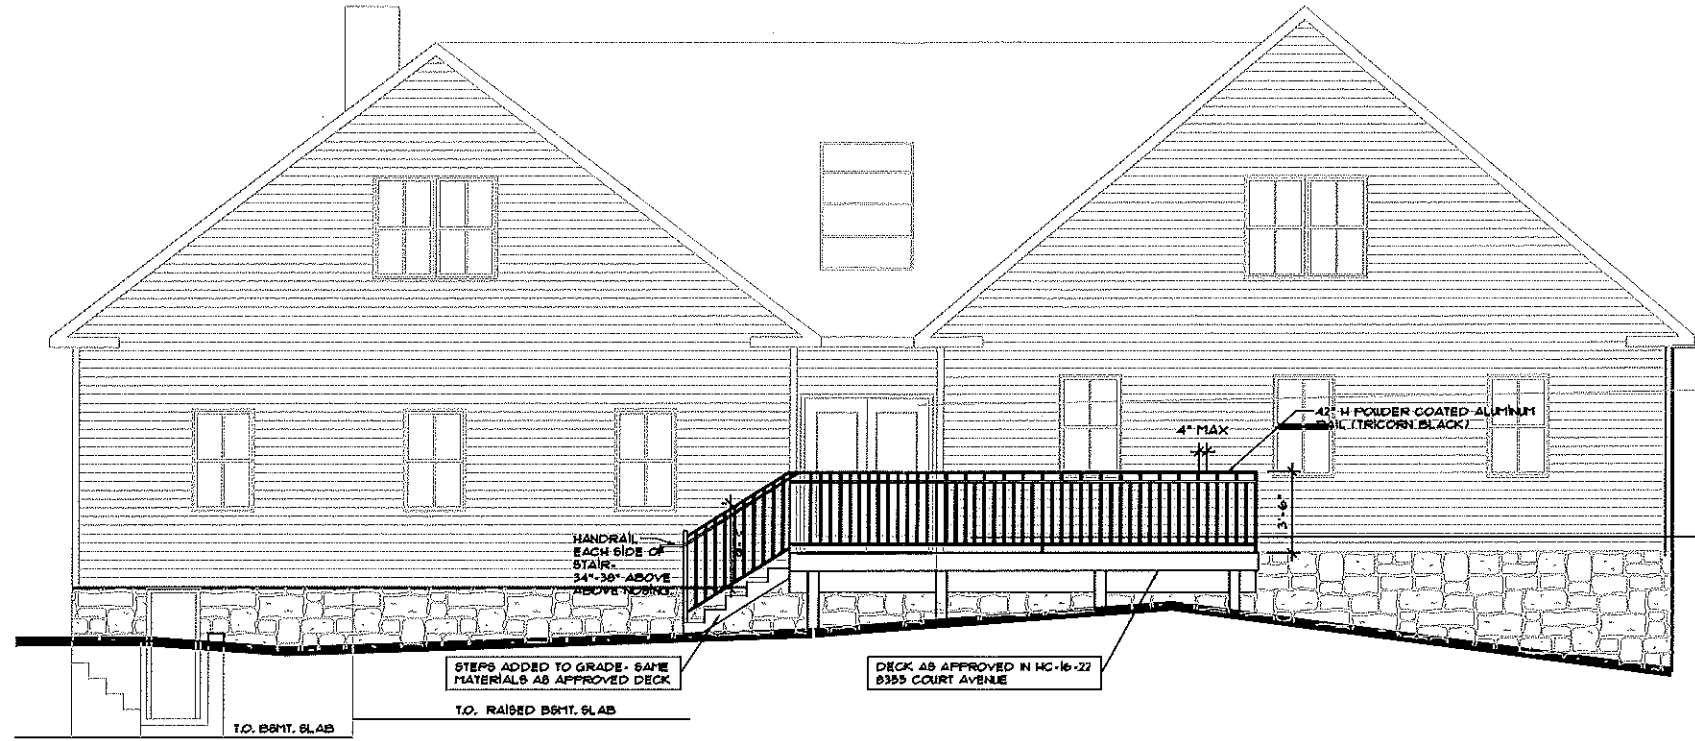 42" H POWDER COATED ALUMINUM
RAIL (TRICORN BLACK)
4" MAX
3'-6"
HANDRAIL
EACH SIDE OF
STAIR-
34"-38" ABOVE
ABOVE NOSING
STEPS ADDED TO GRADE- SAME
MATERIALS AS APPROVED DECK
DECK AS APPROVED IN HC-16-22
8355 COURT AVENUE
T.O. RAISED BSMT. SLAB
T.O. BSMT. SLAB